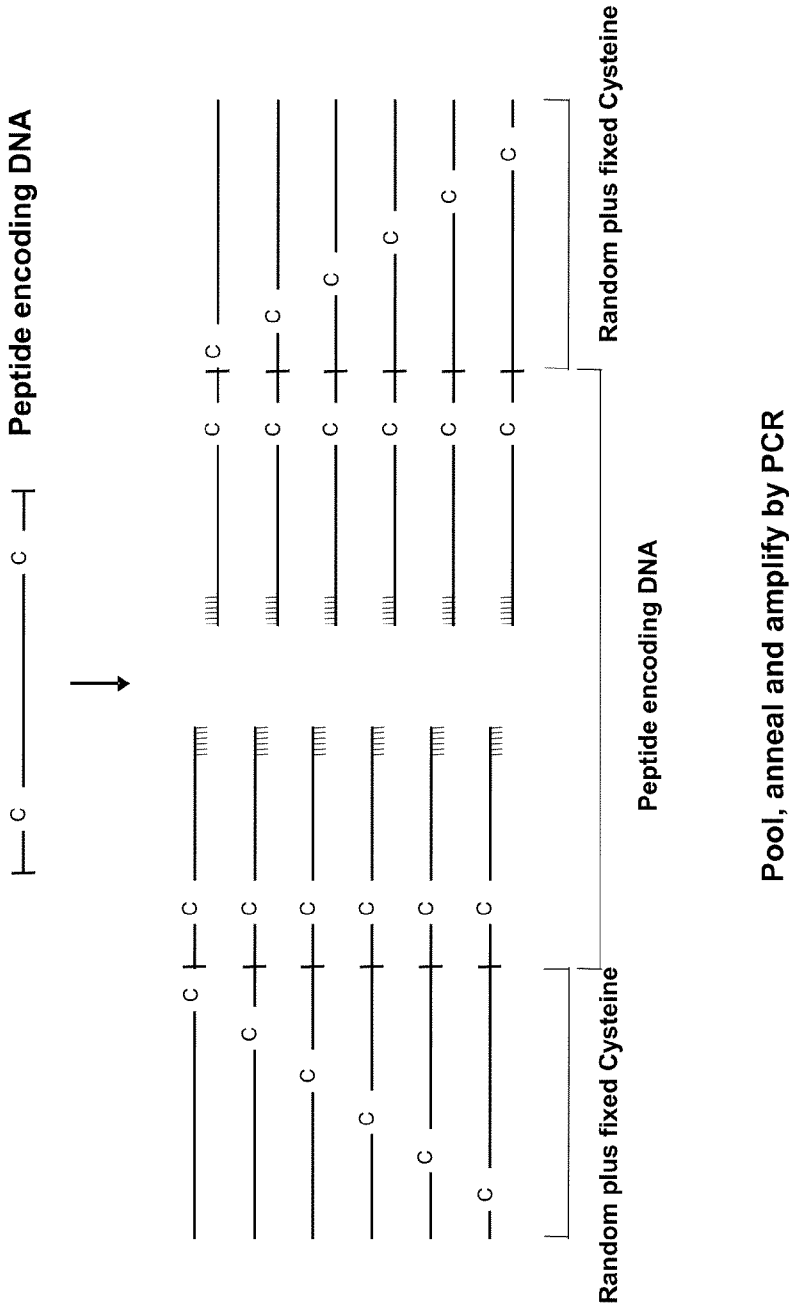 C C Peptide encoding DNA
C C C C
C C C C
C C C C
C C C C
C C C C
C C C C
Random plus fixed Cysteine
Random plus fixed Cysteine
Peptide encoding DNA
Pool, anneal and amplify by PCR